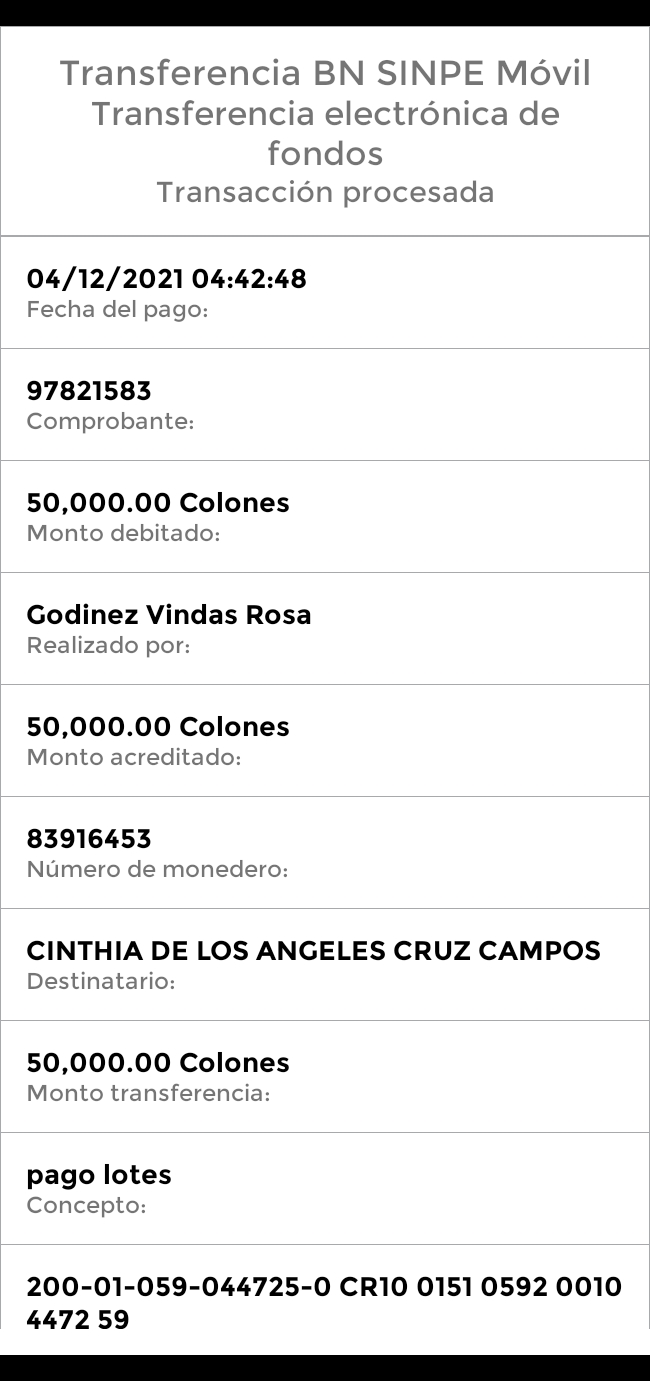 Transferencia BN SINPE Móvil
Transferencia electrónica de
fondos
Transacción procesada
04/12/2021 04:42:48
Fecha del pago:
97821583
Comprobante:
50,000.00 Colones
Monto debitado:
Godinez Vindas Rosa
Realizado por:
50,000.00 Colones
Monto acreditado:
83916453
Número de monedero:
CINTHIA DE LOS ANGELES CRUZ CAMPOS
Destinatario:
50,000.00 Colones
Monto transferencia:
pago lotes
Concepto:
200-01-059-044725-0 CR10 0151 0592 0010
4472 59